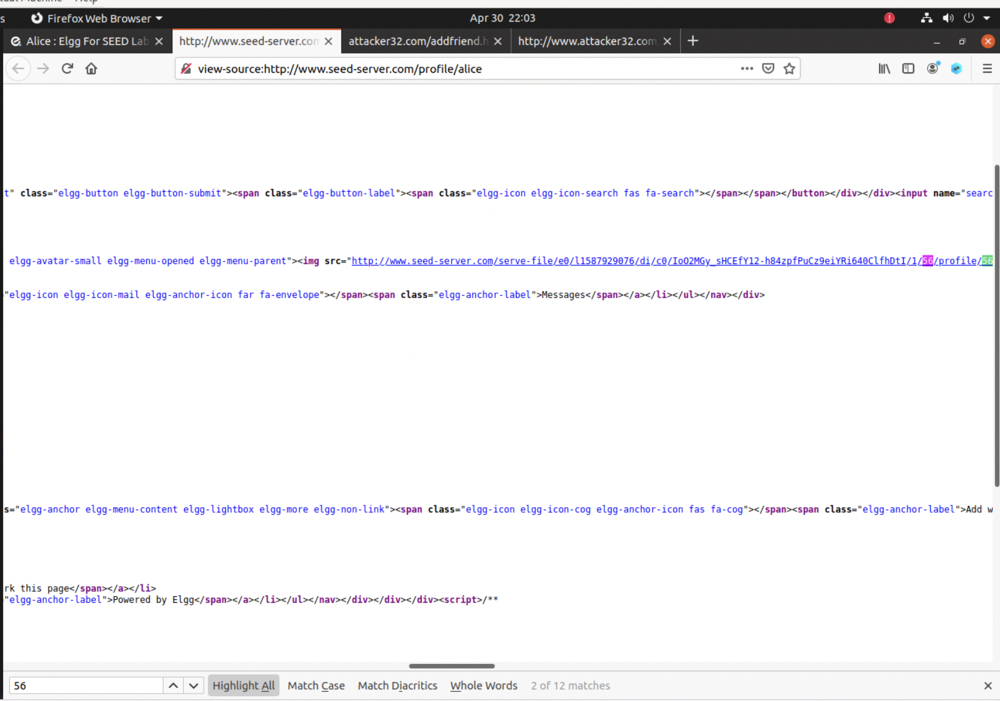 Firefox Web Browser
Apr 30 22:03
Alice : Elgg For SEED Lab
http://www.seed-server.com
attacker32.com/addfriend.h
http://www.attacker32.com
view-source:http://www.seed-server.com/profile/alice
t" class="elgg-button elgg-button-submit"><span class="elgg-button-label"><span class="elgg-icon elgg-icon-search fas fa-search"></span></span></button></div></div><input name="searc
elgg-avatar-small elgg-menu-opened elgg-menu-parent"><img src="http://www.seed-server.com/serve-file/e0/l1587929076/di/c0/IoO2MGy_sHCEfY12-h84zpfPuCz9eiYRi640ClfhDtI/1/56/profile/56
"elgg-icon elgg-icon-mail elgg-anchor-icon far fa-envelope"></span><span class="elgg-anchor-label">Messages</span></a></li></ul></nav></div>
s="elgg-anchor elgg-menu-content elgg-lightbox elgg-more elgg-non-link"><span class="elgg-icon elgg-icon-cog elgg-anchor-icon fas fa-cog"></span><span class="elgg-anchor-label">Add w
rk this page</span></a></li>
"elgg-anchor-label">Powered by Elgg</span></a></li></ul></nav></div></div></div><script>/**
56
Highlight All
Match Case
Match Diacritics
Whole Words
2 of 12 matches